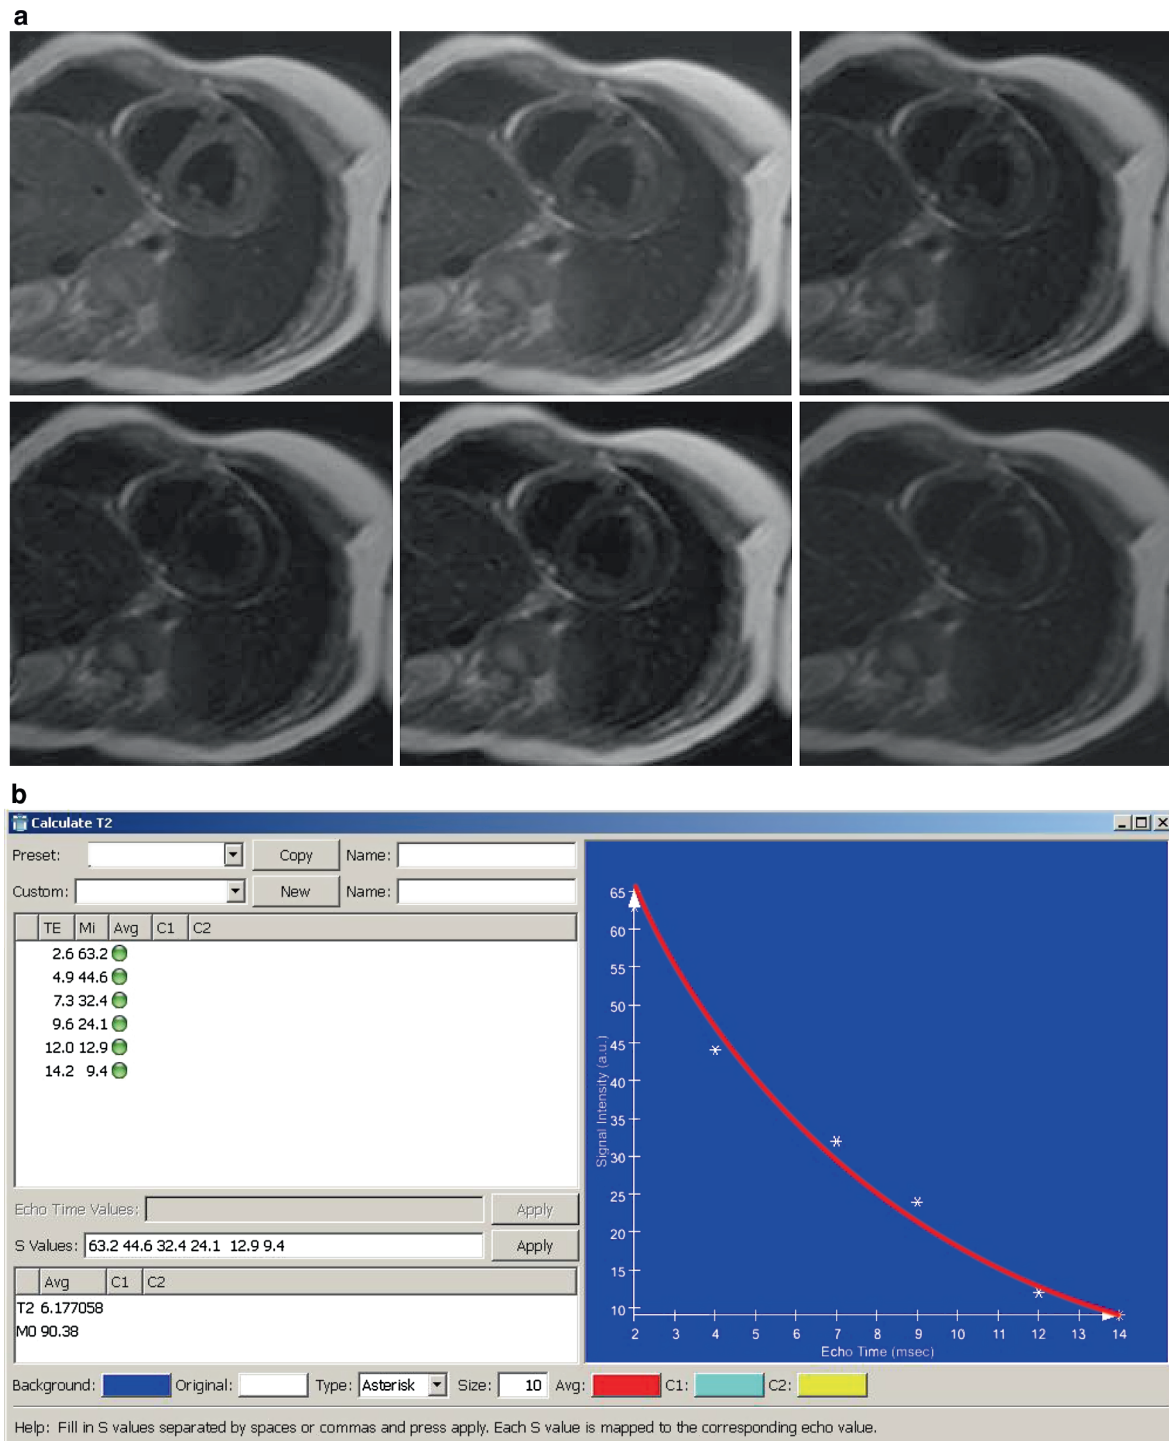 a
b
Calculate T2
Preset: Copy Name:
Custom: New Name:
TE Mi Avg C1 C2
2.6 63.2
4.9 44.6
7.3 32.4
9.6 24.1
12.0 12.9
14.2 9.4
Echo Time Values: Apply
S Values: 63.2 44.6 32.4 24.1 12.9 9.4 Apply
Avg C1 C2
T2 6.177058
M0 90.38
Signal Intensity (a.u.)
65
60
55
50
45
40
35
30
25
20
15
10
2 3 4 5 6 7 8 9 10 11 12 13 14
Echo Time (msec)
Background: Original: Type: Asterisk Size: 10 Avg: C1: C2:
Help: Fill in S values separated by spaces or commas and press apply. Each S value is mapped to the corresponding echo value.